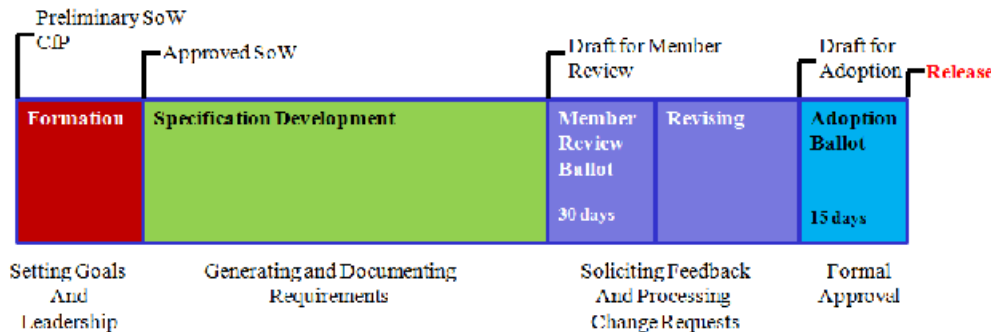 Preliminary SoW
CfP
Approved SoW
Draft for Member
Review
Draft for
Adoption
Release
Formation
Specification Development
Member
Review
Ballot
30 days
Revising
Adoption
Ballot
15 days
Setting Goals
And
Leadership
Generating and Documenting
Requirements
Soliciting Feedback
And Processing
Change Requests
Formal
Approval